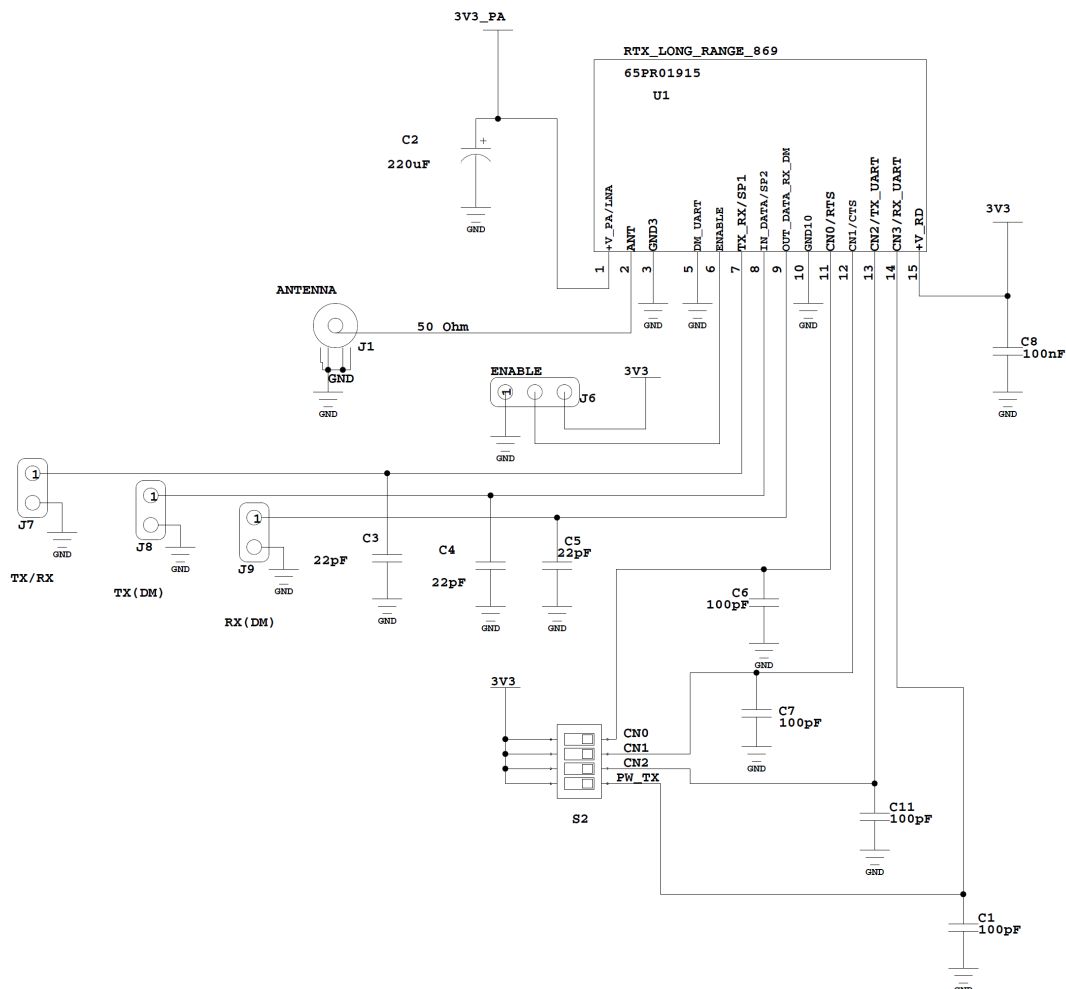 3V3_PA
RTX_LONG_RANGE_869
65PR01915
U1
C2
+
220uF
GND
+V_PA/LNA
ANT
GND3
DM_UART
ENABLE
TX_RX/SP1
IN_DATA/SP2
OUT_DATA_RX_DM
GND10
CN0/RTS
CN1/CTS
CN2/TX_UART
CN3/RX_UART
+V_RD
1
2
3
5
6
7
8
9
10
11
12
13
14
15
3V3
GND
GND
GND
ANTENNA
50 Ohm
J1
GND
GND
C8
100nF
GND
ENABLE
3V3
1
J6
GND
1
J7
GND
TX/RX
1
J8
GND
TX(DM)
1
J9
GND
RX(DM)
C3
22pF
GND
C4
22pF
GND
C5
22pF
GND
C6
100pF
GND
C7
100pF
GND
3V3
CN0
CN1
CN2
PW_TX
S2
C11
100pF
GND
C1
100pF
GND